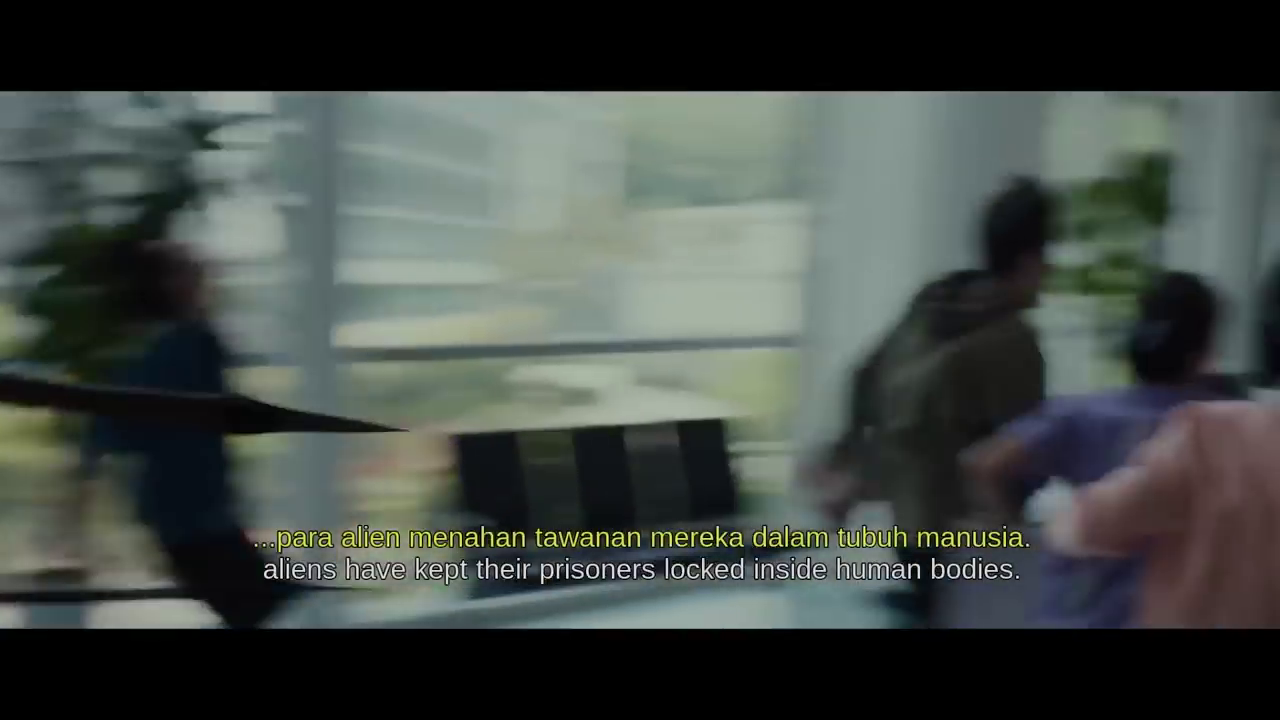 ...para alien menahan tawanan mereka dalam tubuh manusia.
aliens have kept their prisoners locked inside human bodies.